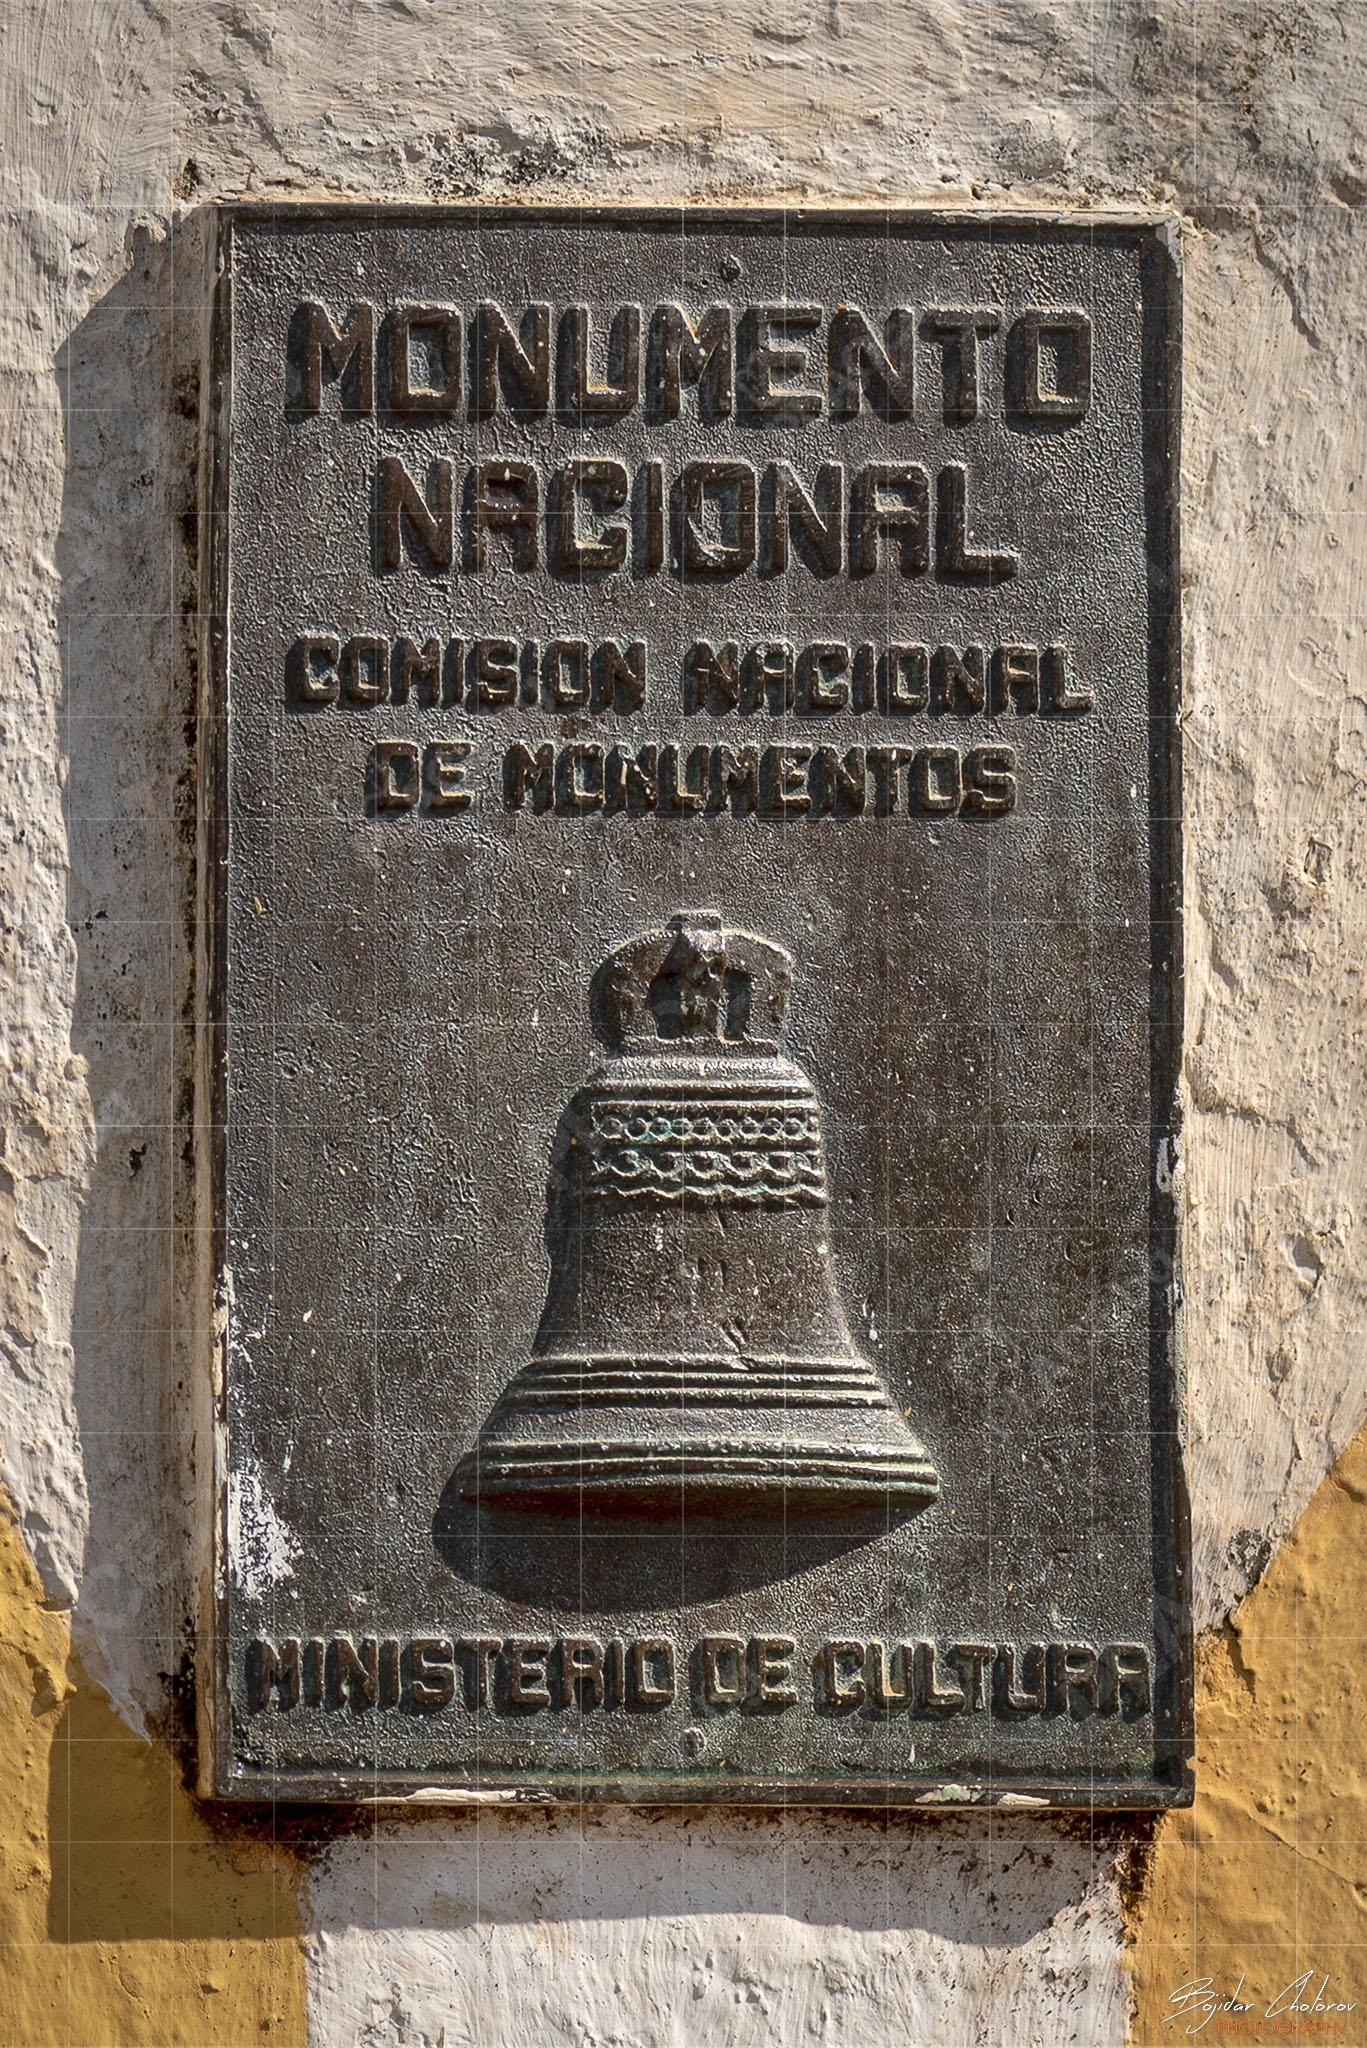 MONUMENTO
NACIONAL
COMISION NACIONAL
DE MONUMENTOS
MINISTERIO DE CULTURA
Bojidar Cholorov
PHOTOGRAPHY